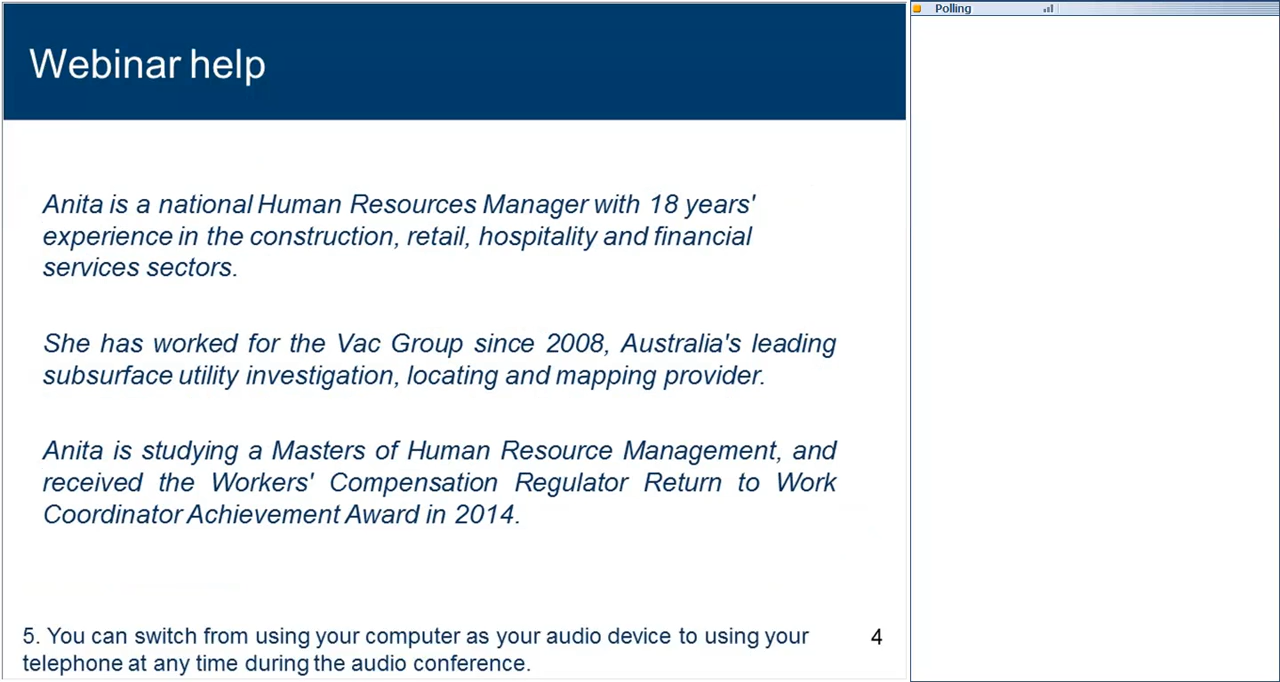 Webinar help
Polling
Anita is a national Human Resources Manager with 18 years'
experience in the construction, retail, hospitality and financial
services sectors.
She has worked for the Vac Group since 2008, Australia's leading
subsurface utility investigation, locating and mapping provider.
Anita is studying a Masters of Human Resource Management, and
received the Workers' Compensation Regulator Return to Work
Coordinator Achievement Award in 2014.
5. You can switch from using your computer as your audio device to using your
telephone at any time during the audio conference.
4